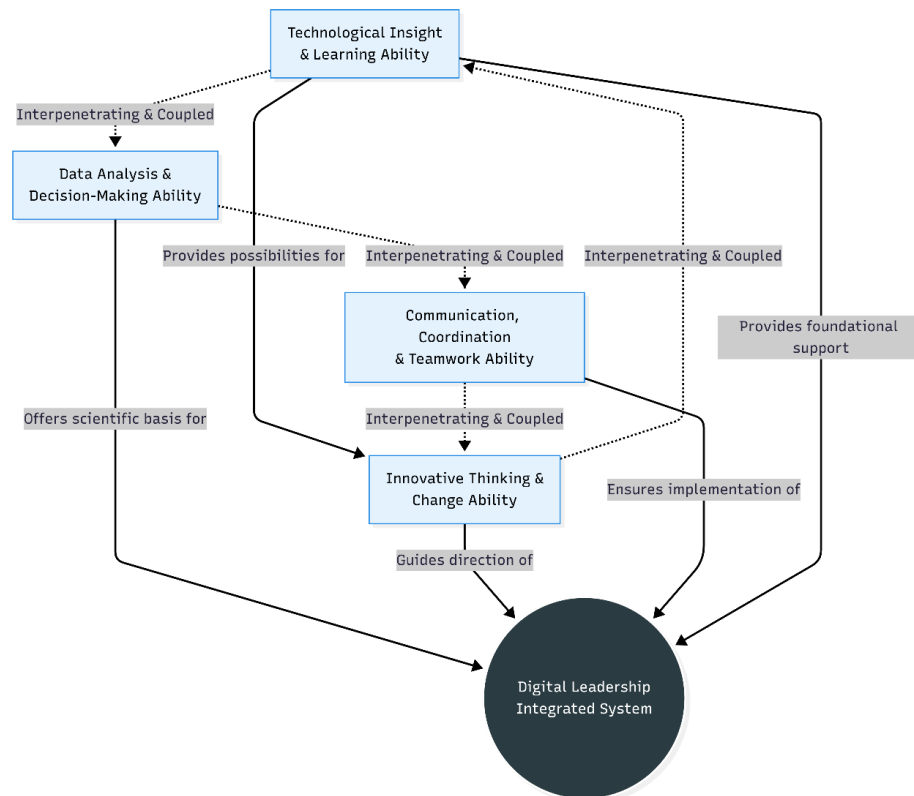 Technological Insight
& Learning Ability
Interpenetrating & Coupled
Data Analysis &
Decision-Making Ability
Provides possibilities for
Interpenetrating & Coupled
Interpenetrating & Coupled
Communication,
Coordination
& Teamwork Ability
Provides foundational
support
Offers scientific basis for
Interpenetrating & Coupled
Innovative Thinking &
Change Ability
Ensures implementation of
Guides direction of
Digital Leadership
Integrated System